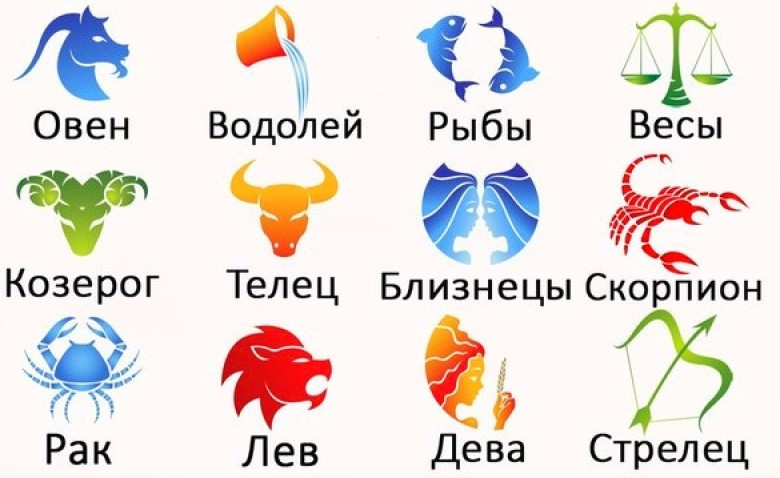 Овен Водолей Рыбы Весы
Козерог Телец Близнецы Скорпион
Рак Лев Дева Стрелец